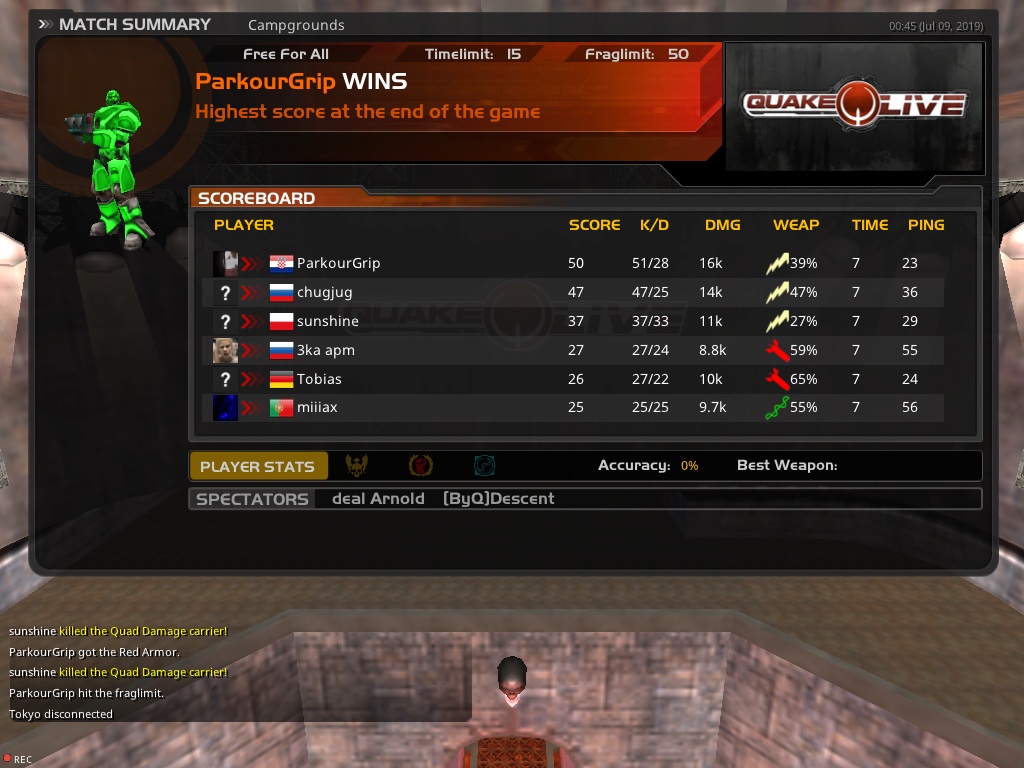 MATCH SUMMARY Campgrounds 00:45 (Jul 09, 2019)
Free For All Timelimit: 15 Fraglimit: 50
ParkourGrip WINS
Highest score at the end of the game
QUAKE LIVE
SCOREBOARD
PLAYER SCORE K/D DMG WEAP TIME PING
ParkourGrip 50 51/28 16k 39% 7 23
? chugjug 47 47/25 14k 47% 7 36
? sunshine 37 37/33 11k 27% 7 29
3ka apm 27 27/24 8.8k 59% 7 55
? Tobias 26 27/22 10k 65% 7 24
miiiax 25 25/25 9.7k 55% 7 56
QUAKE LIVE
PLAYER STATS Accuracy: 0% Best Weapon:
SPECTATORS deal Arnold [ByQ]Descent
sunshine killed the Quad Damage carrier!
ParkourGrip got the Red Armor.
sunshine killed the Quad Damage carrier!
ParkourGrip hit the fraglimit.
Tokyo disconnected
REC